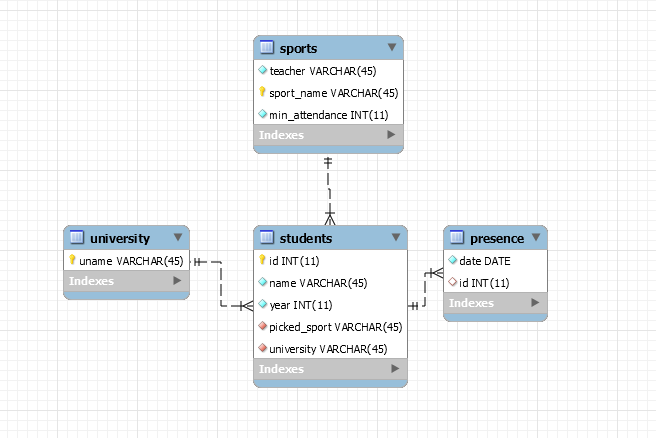 sports
teacher VARCHAR(45)
sport_name VARCHAR(45)
min_attendance INT(11)
Indexes
university
uname VARCHAR(45)
Indexes
students
id INT(11)
name VARCHAR(45)
year INT(11)
picked_sport VARCHAR(45)
university VARCHAR(45)
Indexes
presence
date DATE
id INT(11)
Indexes